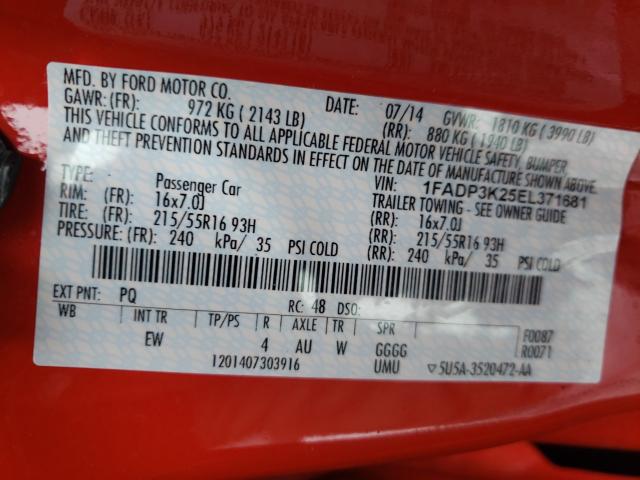 MFD. BY FORD MOTOR CO.
DATE: 07/14 GVWR: 1810 KG ( 3990 LB)
GAWR: (FR): 972 KG ( 2143 LB) (RR): 880 KG ( 1940 LB)
THIS VEHICLE CONFORMS TO ALL APPLICABLE FEDERAL MOTOR VEHICLE SAFETY, BUMPER,
AND THEFT PREVENTION STANDARDS IN EFFECT ON THE DATE OF MANUFACTURE SHOWN ABOVE.
VIN: 1FADP3K25EL371681
TYPE: Passenger Car TRAILER TOWING - SEE OWNER GUIDE
RIM: (FR): 16x7.0J (RR): 16x7.0J
TIRE: (FR): 215/55R16 93H (RR): 215/55R16 93H
PRESSURE: (FR): 240 kPa/ 35 PSI COLD (RR): 240 kPa/ 35 PSI COLD
EXT PNT: PQ RC: 48 DSO:
WB INT TR TP/PS R AXLE TR SPR F0087
EW 4 AU W GGGG R0071
1201407303916 UMU 5U5A-3520472-AA